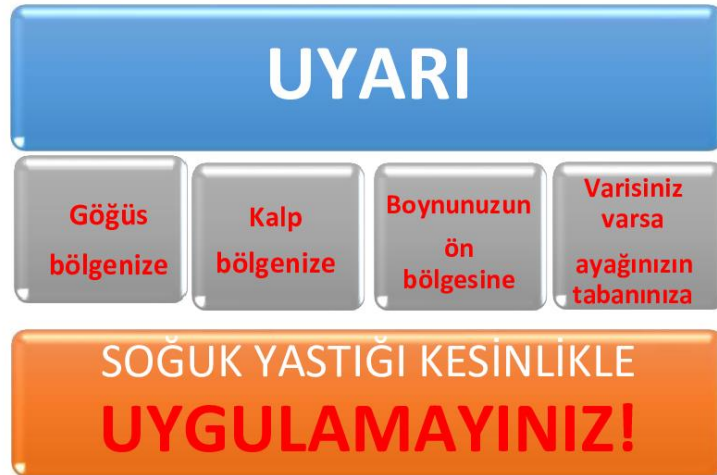 UYARI
Göğüs
bölgenize
Kalp
bölgenize
Boynunuzun
ön
bölgesine
Varisiniz
varsa
ayağınızın
tabanınıza
SOĞUK YASTIĞI KESİNLİKLE
UYGULAMAYINIZ!